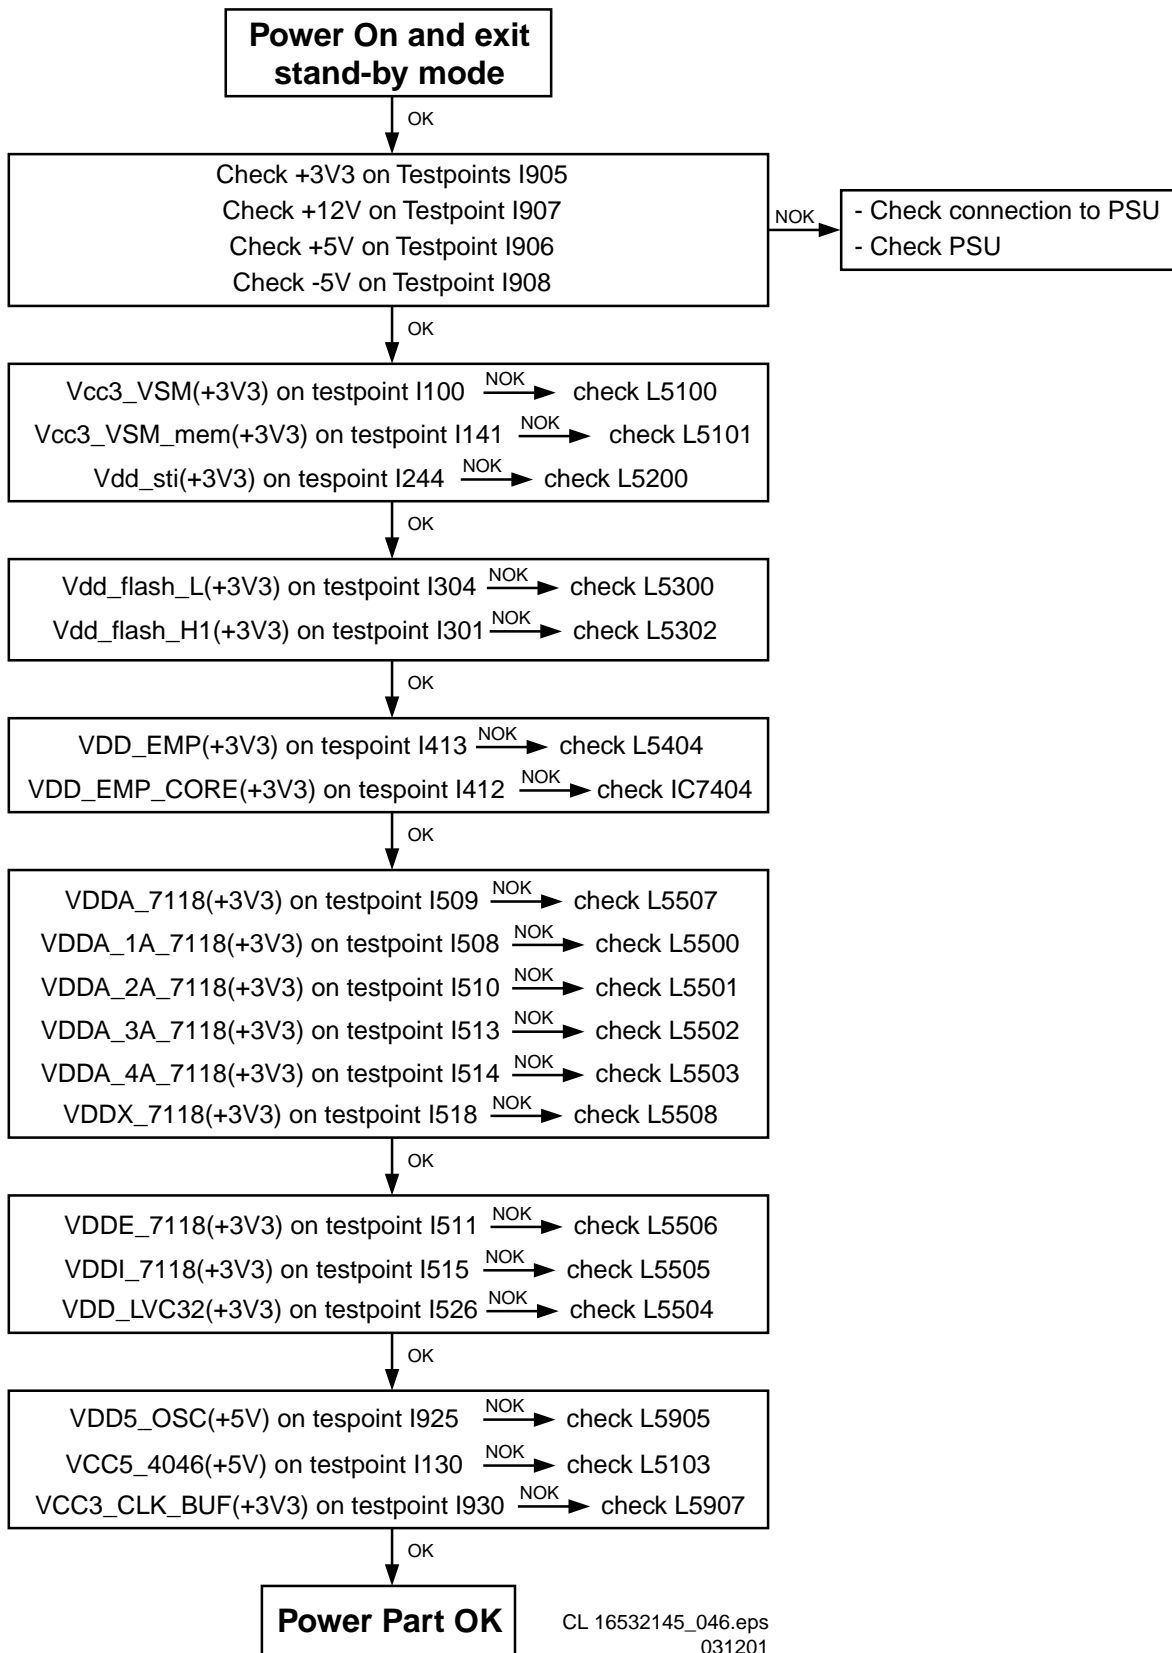 Power On and exit
stand-by mode
OK
Check +3V3 on Testpoints I905
Check +12V on Testpoint I907
Check +5V on Testpoint I906
Check -5V on Testpoint I908
NOK
- Check connection to PSU
- Check PSU
OK
Vcc3_VSM(+3V3) on testpoint I100 NOK check L5100
Vcc3_VSM_mem(+3V3) on testpoint I141 NOK check L5101
Vdd_sti(+3V3) on tespoint I244 NOK check L5200
OK
Vdd_flash_L(+3V3) on testpoint I304 NOK check L5300
Vdd_flash_H1(+3V3) on testpoint I301 NOK check L5302
OK
VDD_EMP(+3V3) on tespoint I413 NOK check L5404
VDD_EMP_CORE(+3V3) on tespoint I412 NOK check IC7404
OK
VDDA_7118(+3V3) on testpoint I509 NOK check L5507
VDDA_1A_7118(+3V3) on testpoint I508 NOK check L5500
VDDA_2A_7118(+3V3) on testpoint I510 NOK check L5501
VDDA_3A_7118(+3V3) on testpoint I513 NOK check L5502
VDDA_4A_7118(+3V3) on testpoint I514 NOK check L5503
VDDX_7118(+3V3) on testpoint I518 NOK check L5508
OK
VDDE_7118(+3V3) on testpoint I511 NOK check L5506
VDDI_7118(+3V3) on testpoint I515 NOK check L5505
VDD_LVC32(+3V3) on testpoint I526 NOK check L5504
OK
VDD5_OSC(+5V) on tespoint I925 NOK check L5905
VCC5_4046(+5V) on testpoint I130 NOK check L5103
VCC3_CLK_BUF(+3V3) on testpoint I930 NOK check L5907
OK
Power Part OK
CL 16532145_046.eps
031201